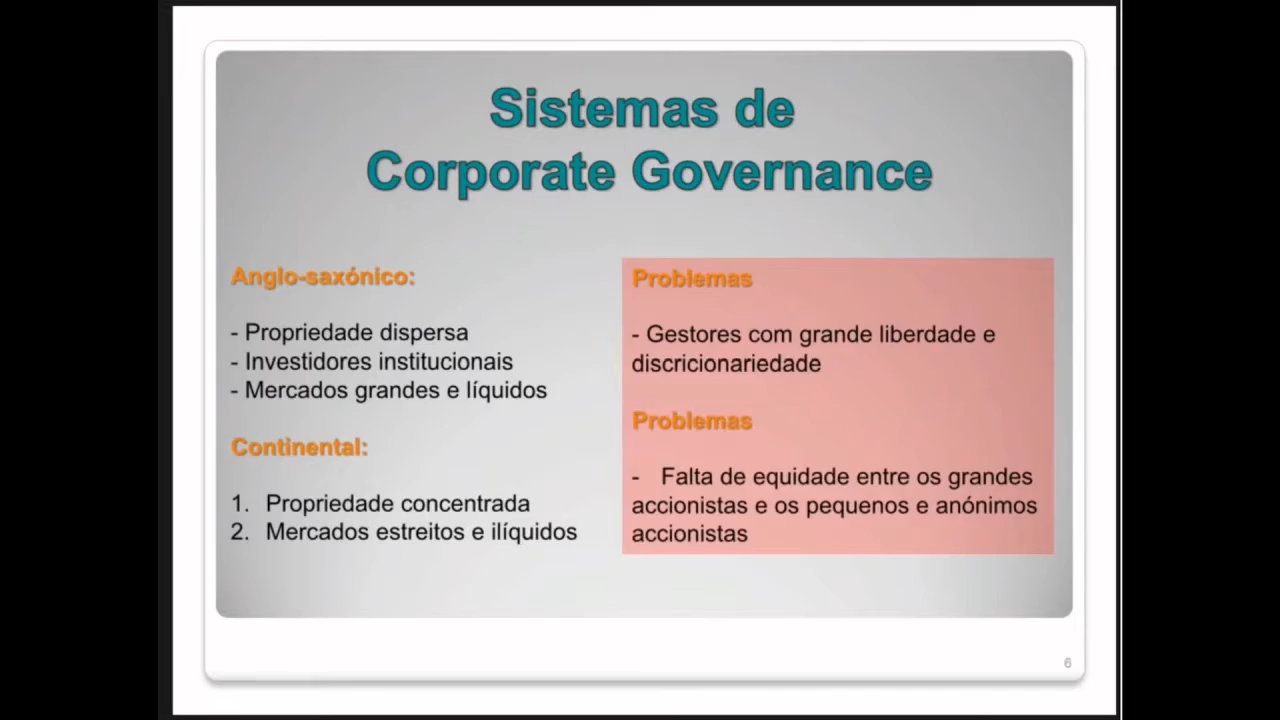 Sistemas de
Corporate Governance
Anglo-saxónico:
- Propriedade dispersa
- Investidores institucionais
- Mercados grandes e líquidos
Continental:
1. Propriedade concentrada
2. Mercados estreitos e ilíquidos
Problemas
- Gestores com grande liberdade e
discricionariedade
Problemas
- Falta de equidade entre os grandes
accionistas e os pequenos e anónimos
accionistas
6